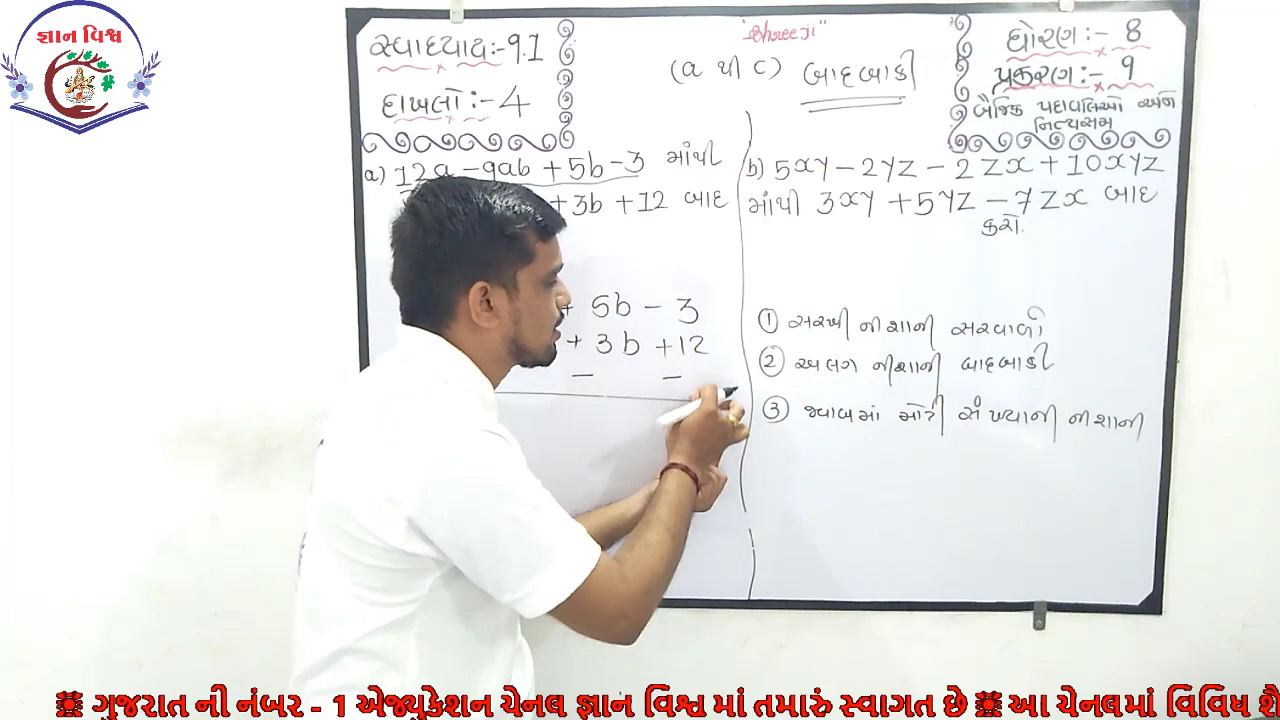 જ્ઞાન વિશ્વ
સ્વાધ્યાય:-9.1
દાખલો:-4
"Shreeji"
(a થી c) બાદબાકી
ધોરણ:- 8
પ્રકરણ:- 9
બૈજિક પદાવલિઓ અને
નિત્યસમ
a) 12a - 9ab + 5b - 3 માંથી
+ 3b + 12 બાદ
+ 5b - 3
+ 3b + 12
- -
b) 5xy - 2yz - 2zx + 10xyz
માંથી 3xy + 5yz - 7zx બાદ
કરો.
① સરખી નીશાની સરવાળો
② અલગ નીશાની બાદબાકી
③ જવાબમાં મોટી સંખ્યાની નીશાની
ગુજરાત ની નંબર - 1 એજ્યુકેશન ચેનલ જ્ઞાન વિશ્વ માં તમારું સ્વાગત છે આ ચેનલમાં વિવિધ શૈ